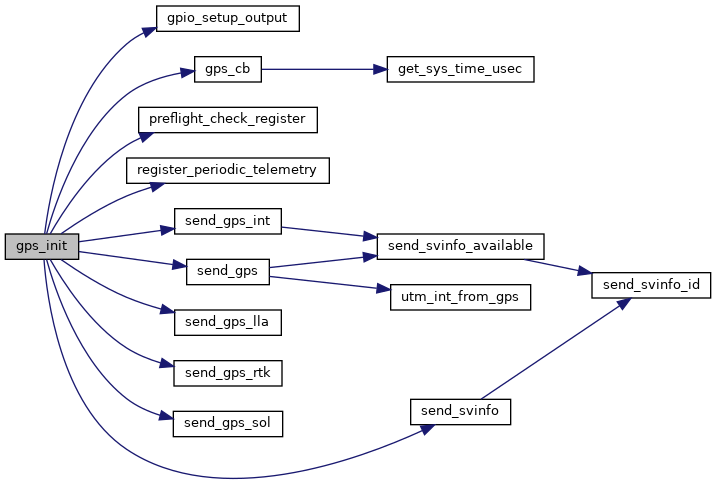 gpio_setup_output
gps_cb
get_sys_time_usec
preflight_check_register
register_periodic_telemetry
send_gps_int
gps_init
send_svinfo_available
send_gps
send_svinfo_id
utm_int_from_gps
send_gps_lla
send_gps_rtk
send_svinfo
send_gps_sol